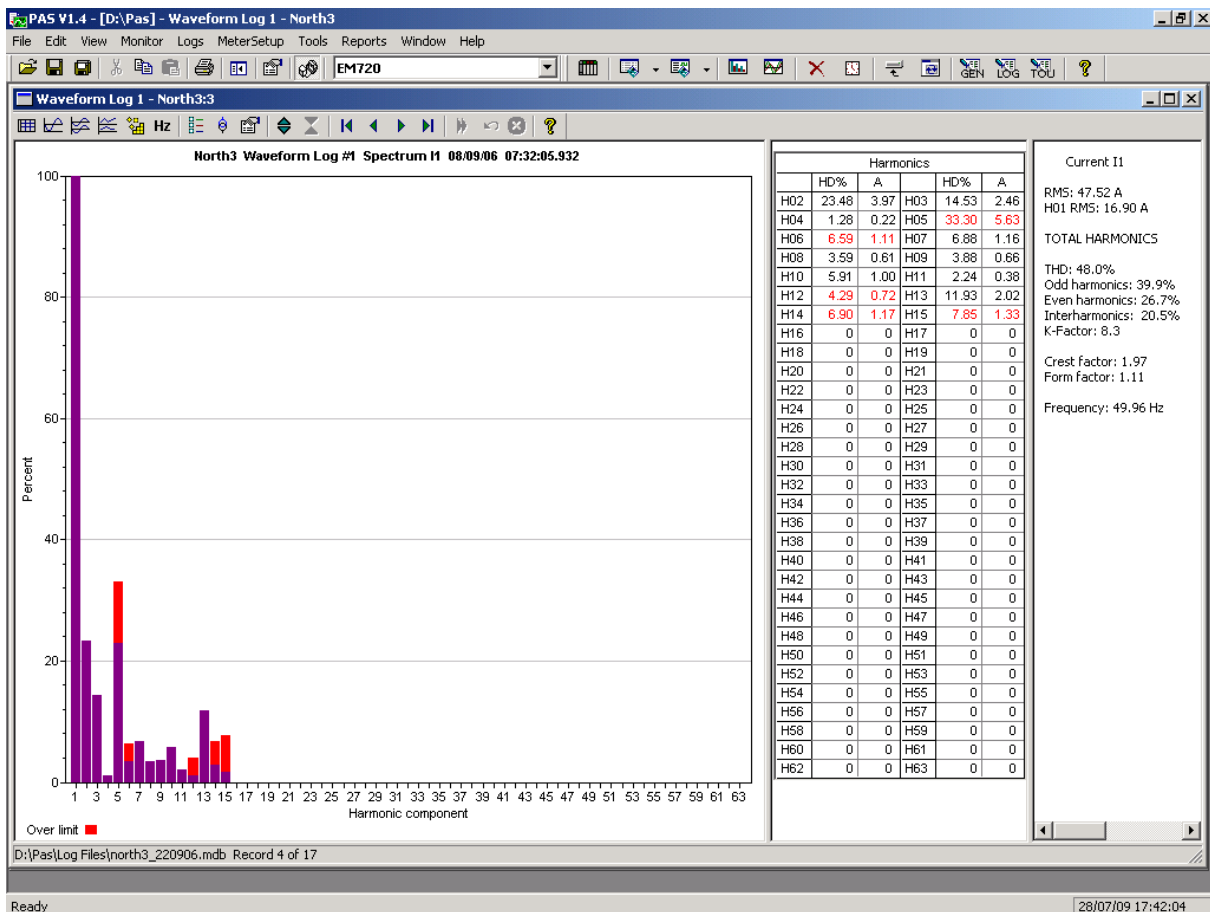 PAS V1.4 - [D:\Pas] - Waveform Log 1 - North3
File Edit View Monitor Logs MeterSetup Tools Reports Window Help
EM720
GEN LOG TOU
Waveform Log 1 - North3:3
Hz
North3 Waveform Log #1 Spectrum I1 08/09/06 07:32:05.932
100
80
60
40
20
0
Percent
1 3 5 7 9 11 13 15 17 19 21 23 25 27 29 31 33 35 37 39 41 43 45 47 49 51 53 55 57 59 61 63
Harmonic component
Over limit
Harmonics
HD% A HD% A
H02 23.48 3.97 H03 14.53 2.46
H04 1.28 0.22 H05 33.30 5.63
H06 6.59 1.11 H07 6.88 1.16
H08 3.59 0.61 H09 3.88 0.66
H10 5.91 1.00 H11 2.24 0.38
H12 4.29 0.72 H13 11.93 2.02
H14 6.90 1.17 H15 7.85 1.33
H16 0 0 H17 0 0
H18 0 0 H19 0 0
H20 0 0 H21 0 0
H22 0 0 H23 0 0
H24 0 0 H25 0 0
H26 0 0 H27 0 0
H28 0 0 H29 0 0
H30 0 0 H31 0 0
H32 0 0 H33 0 0
H34 0 0 H35 0 0
H36 0 0 H37 0 0
H38 0 0 H39 0 0
H40 0 0 H41 0 0
H42 0 0 H43 0 0
H44 0 0 H45 0 0
H46 0 0 H47 0 0
H48 0 0 H49 0 0
H50 0 0 H51 0 0
H52 0 0 H53 0 0
H54 0 0 H55 0 0
H56 0 0 H57 0 0
H58 0 0 H59 0 0
H60 0 0 H61 0 0
H62 0 0 H63 0 0
Current I1
RMS: 47.52 A
H01 RMS: 16.90 A
TOTAL HARMONICS
THD: 48.0%
Odd harmonics: 39.9%
Even harmonics: 26.7%
Interharmonics: 20.5%
K-Factor: 8.3
Crest factor: 1.97
Form factor: 1.11
Frequency: 49.96 Hz
D:\Pas\Log Files\north3_220906.mdb Record 4 of 17
Ready
28/07/09 17:42:04